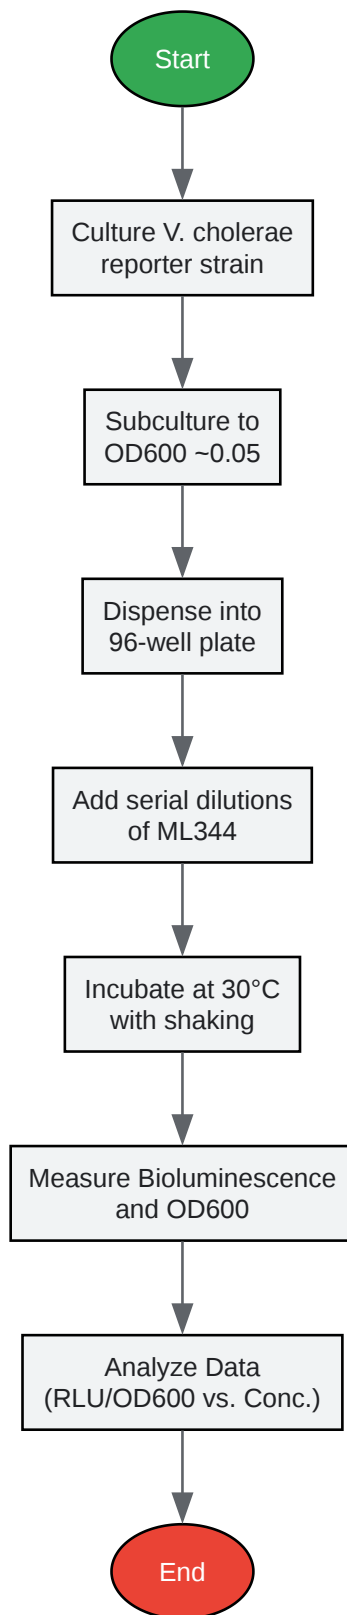 Start
Culture V. cholerae
reporter strain
Subculture to
OD600 ~0.05
Dispense into
96-well plate
Add serial dilutions
of ML344
Incubate at 30°C
with shaking
Measure Bioluminescence
and OD600
Analyze Data
(RLU/OD600 vs. Conc.)
End